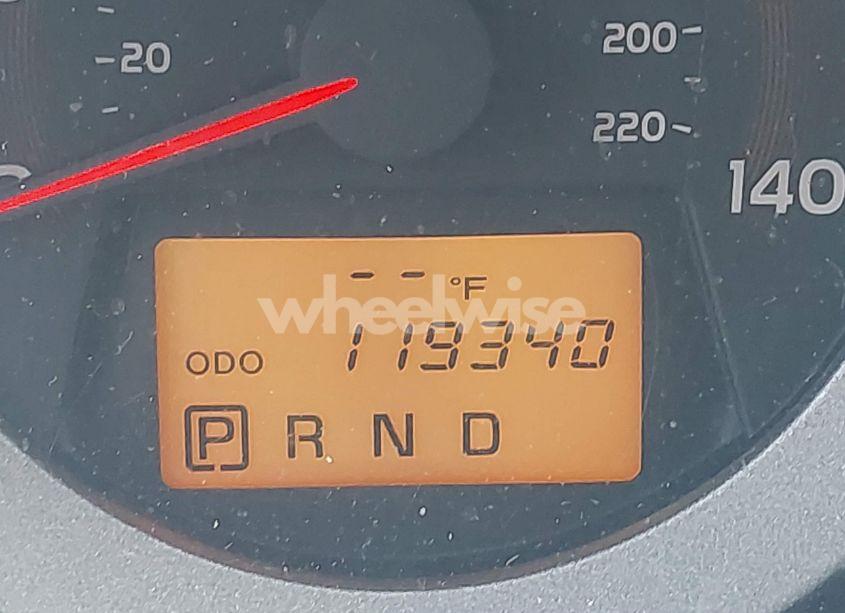 20
200
220
140
-- °F
wheelwise
ODO 119340
P R N D